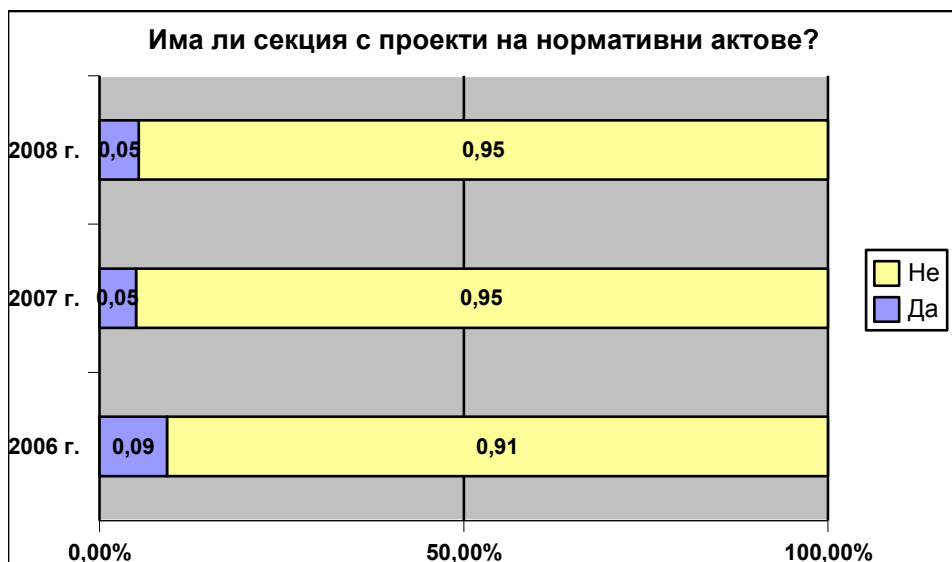 Има ли секция с проекти на нормативни актове?
2008 г.
0,05
0,95
2007 г.
0,05
0,95
2006 г.
0,09
0,91
Не
Да
0,00%
50,00%
100,00%